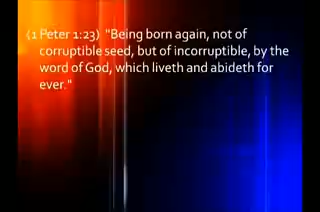 (1 Peter 1:23)  "Being born again, not of
corruptible seed, but of incorruptible, by the
word of God, which liveth and abideth for
ever."